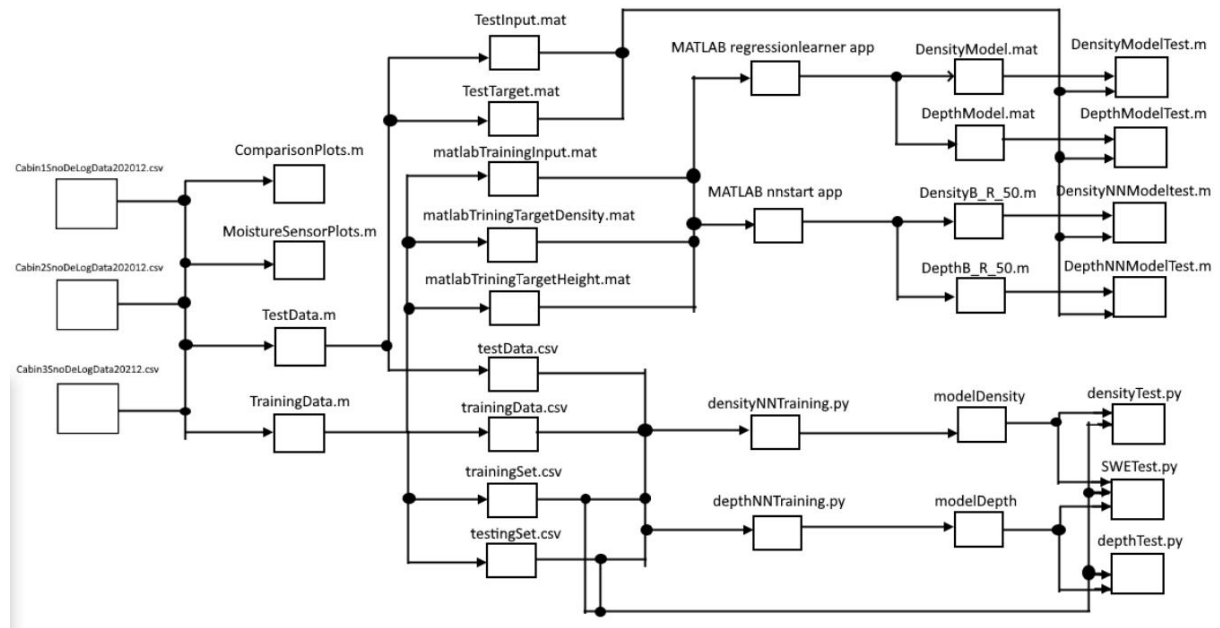 Cabin1SnoDeLogData202012.csv
Cabin2SnoDeLogData202012.csv
Cabin3SnoDeLogData20212.csv
ComparisonPlots.m
MoistureSensorPlots.m
TestData.m
TrainingData.m
TestInput.mat
TestTarget.mat
matlabTrainingInput.mat
matlabTriningTargetDensity.mat
matlabTriningTargetHeight.mat
testData.csv
trainingData.csv
trainingSet.csv
testingSet.csv
MATLAB regressionlearner app
MATLAB nnstart app
densityNNTraining.py
depthNNTraining.py
DensityModel.mat
DepthModel.mat
DensityB_R_50.m
DepthB_R_50.m
modelDensity
modelDepth
DensityModelTest.m
DepthModelTest.m
DensityNNModeltest.m
DepthNNModelTest.m
densityTest.py
SWETest.py
depthTest.py